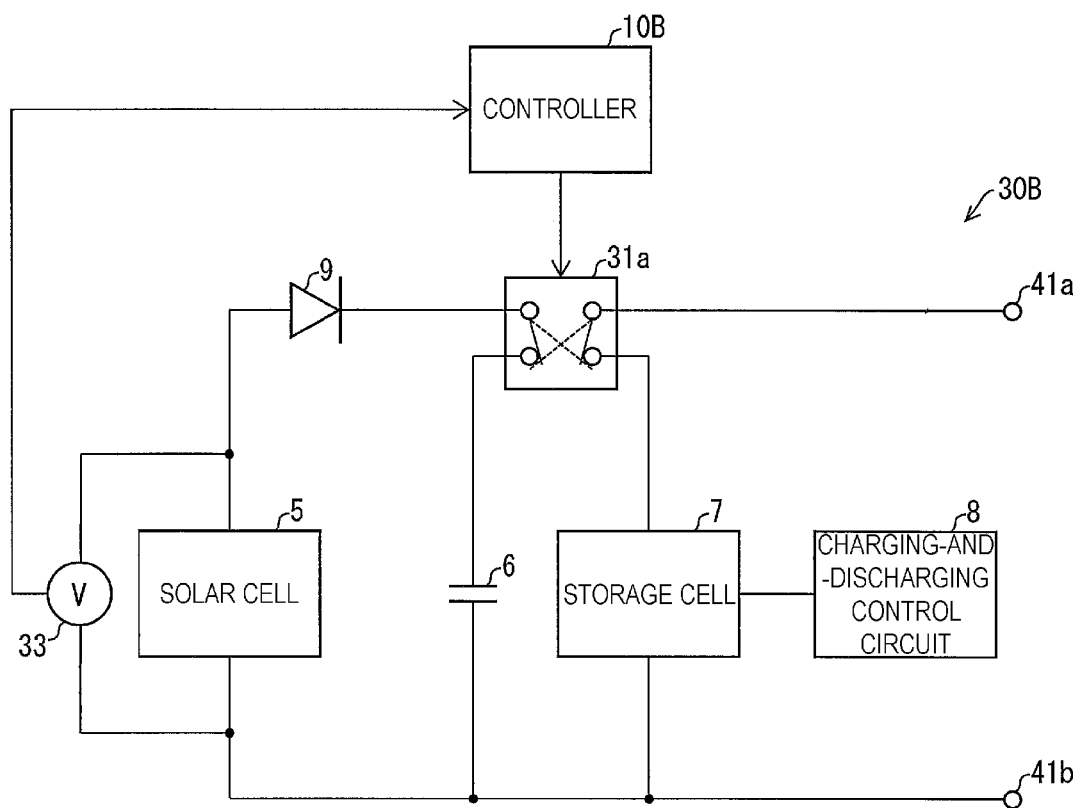 10B
CONTROLLER
30B
31a
9
41a
5
7
8
SOLAR CELL
6
STORAGE CELL
CHARGING-AND
-DISCHARGING
CONTROL
CIRCUIT
V
33
41b